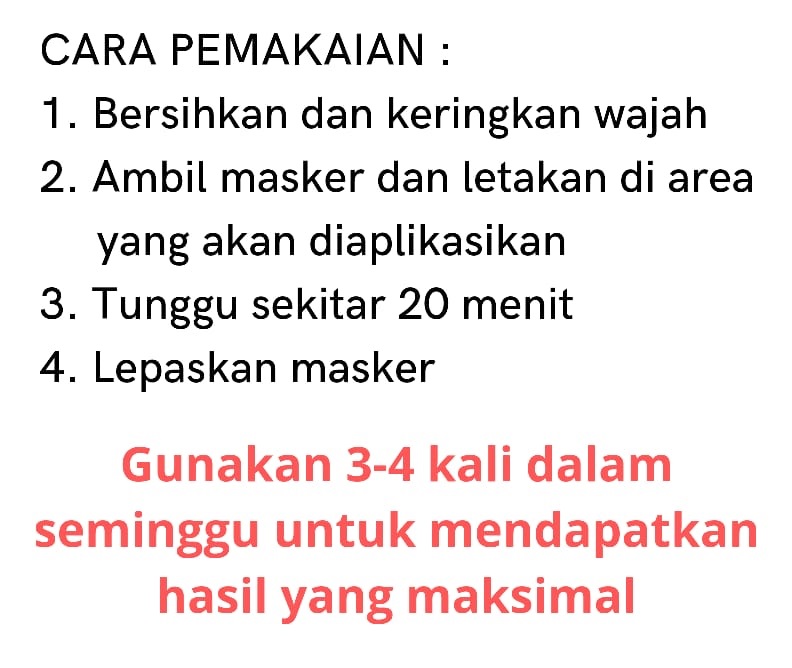 CARA PEMAKAIAN :
1. Bersihkan dan keringkan wajah
2. Ambil masker dan letakan di area
yang akan diaplikasikan
3. Tunggu sekitar 20 menit
4. Lepaskan masker
Gunakan 3-4 kali dalam
seminggu untuk mendapatkan
hasil yang maksimal